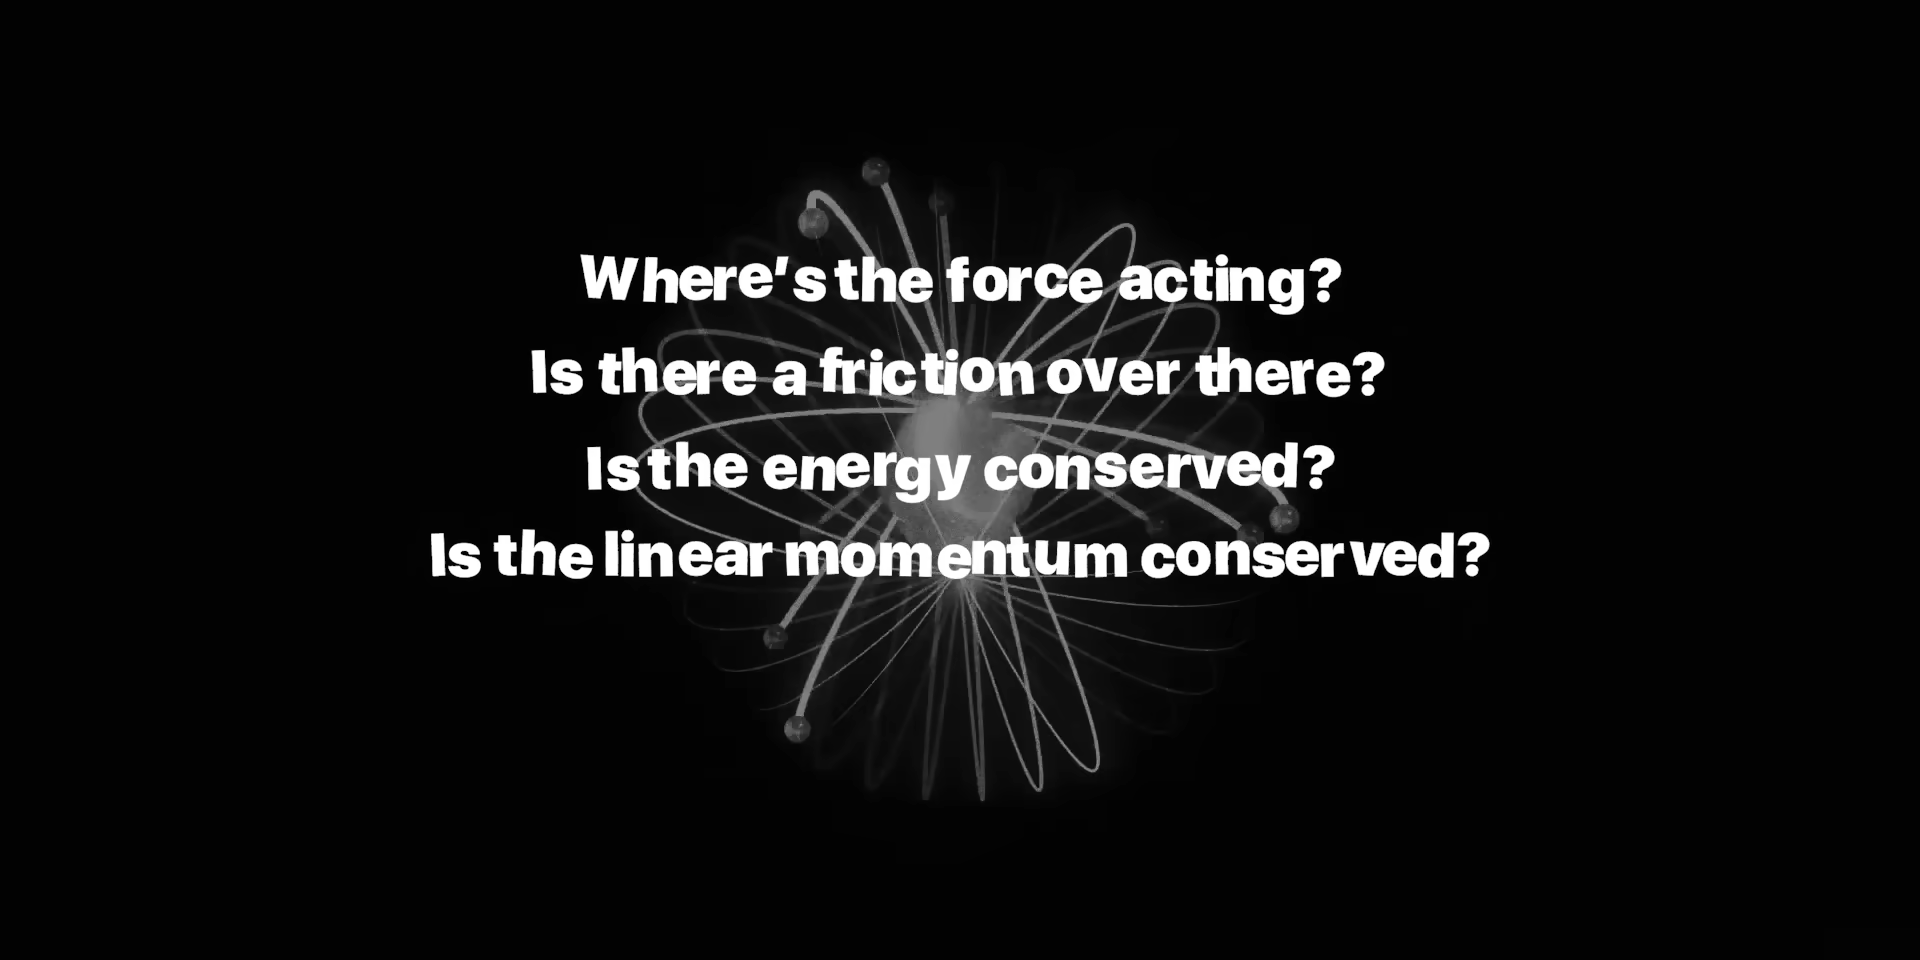 Where's the force acting?
Is there a friction over there?
Is the energy conserved?
Is the linear momentum conserved?